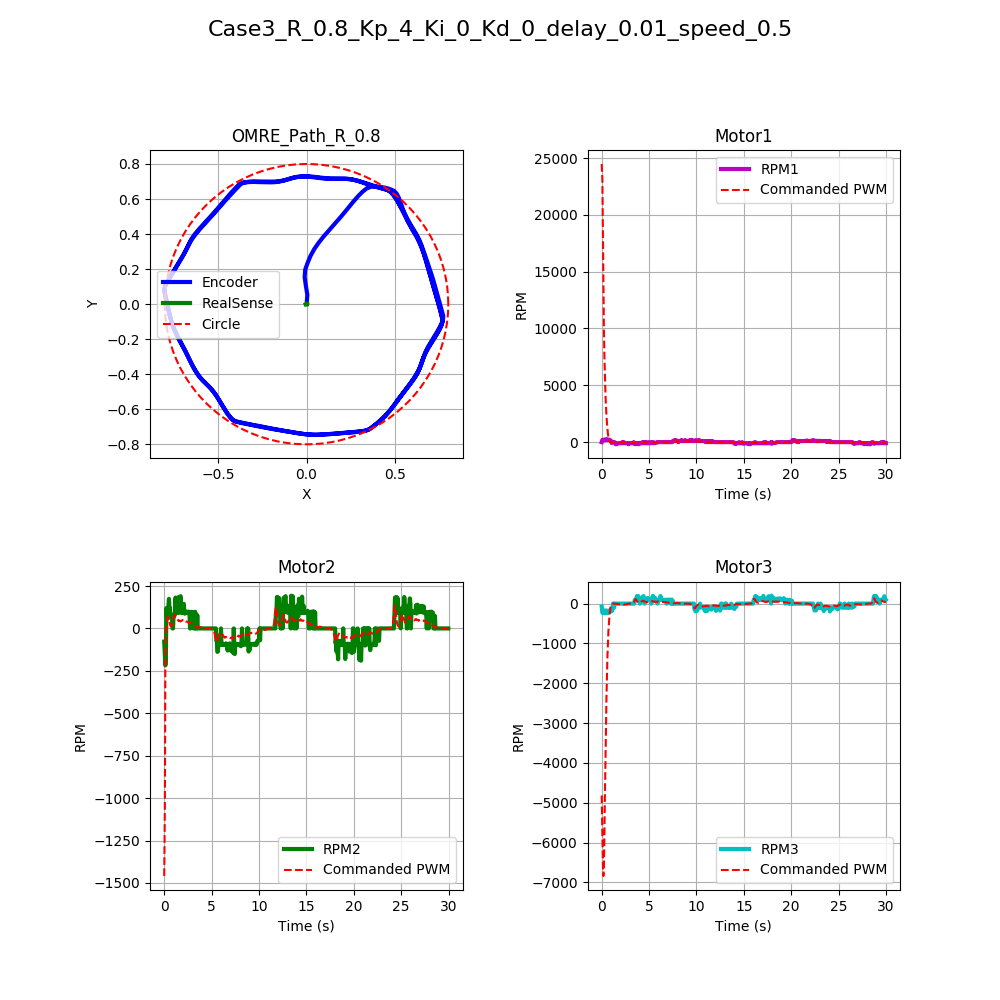 Case3_R_0.8_Kp_4_Ki_0_Kd_0_delay_0.01_speed_0.5
OMRE_Path_R_0.8
0.8
0.6
0.4
0.2
0.0
−0.2
−0.4
−0.6
−0.8
Y
Encoder
RealSense
Circle
−0.5
0.0
0.5
X
Motor1
25000
20000
15000
10000
5000
0
RPM
RPM1
Commanded PWM
0
5
10
15
20
25
30
Time (s)
Motor2
250
0
−250
−500
−750
−1000
−1250
−1500
RPM
RPM2
Commanded PWM
0
5
10
15
20
25
30
Time (s)
Motor3
0
−1000
−2000
−3000
−4000
−5000
−6000
−7000
RPM
RPM3
Commanded PWM
0
5
10
15
20
25
30
Time (s)